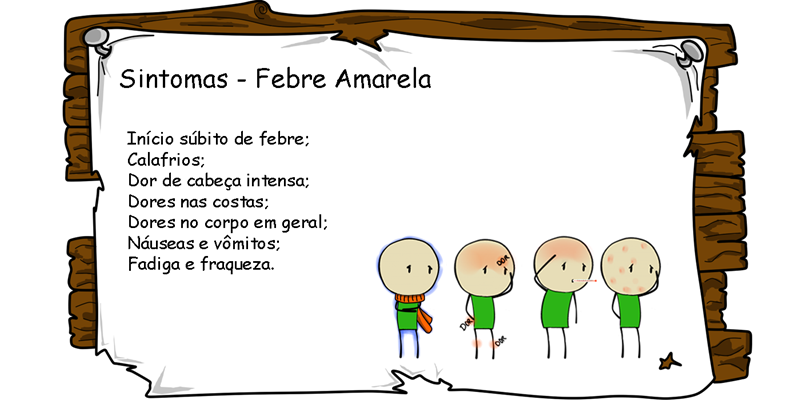 Sintomas - Febre Amarela
Início súbito de febre;
Calafrios;
Dor de cabeça intensa;
Dores nas costas;
Dores no corpo em geral;
Náuseas e vômitos;
Fadiga e fraqueza.
DOR
DOR
DOR